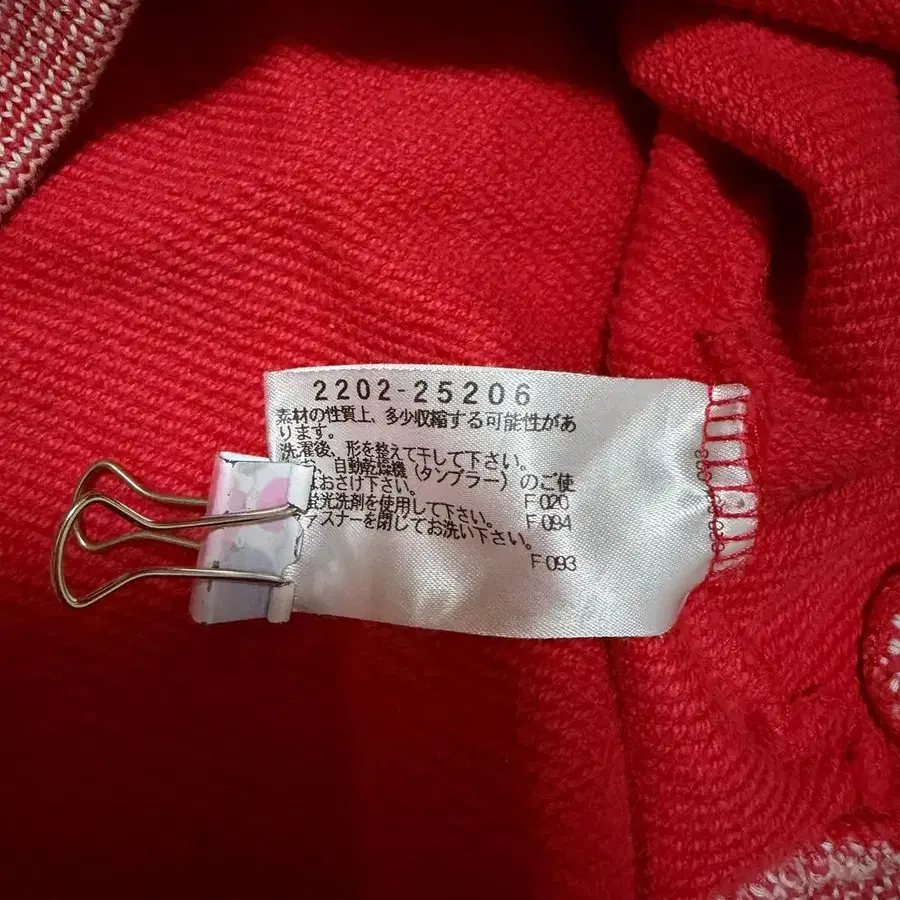 2202-25206
素材の性質上、多少収縮する可能性があ
ります。
洗濯後、形を整えて干して下さい。
、自動乾燥機(タンブラー)のご使
はおさけ下さい。 F-020
蛍光洗剤を使用して下さい。 F-094
ァスナーを閉じてお洗い下さい。
F-093